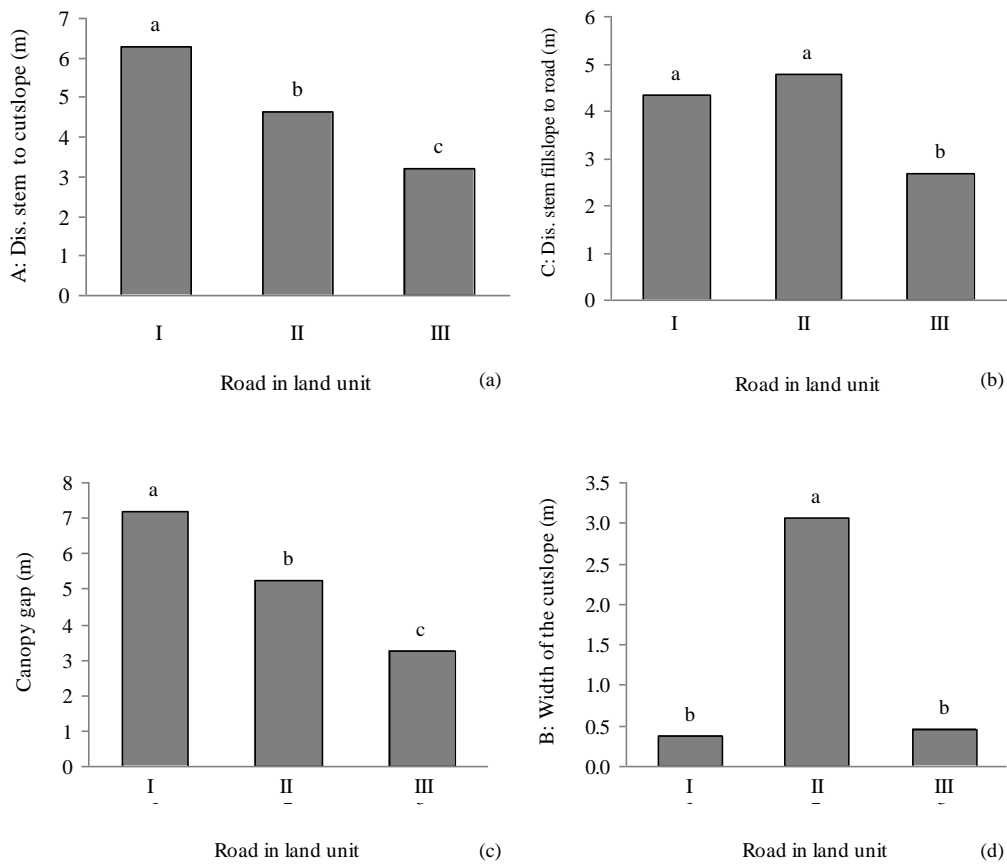 A: Dis. stem to cutslope (m)
7
6
5
4
3
2
1
0
a
b
c
I
II
III
Road in land unit
(a)
C: Dis. stem fillslope to road (m)
6
5
4
3
2
1
0
a
a
b
I
II
III
Road in land unit
(b)
Canopy gap (m)
8
7
6
5
4
3
2
1
0
a
b
c
I
II
III
Road in land unit
(c)
B: Width of the cutslope (m)
3.5
3.0
2.5
2.0
1.5
1.0
0.5
0.0
b
a
b
I
II
III
Road in land unit
(d)